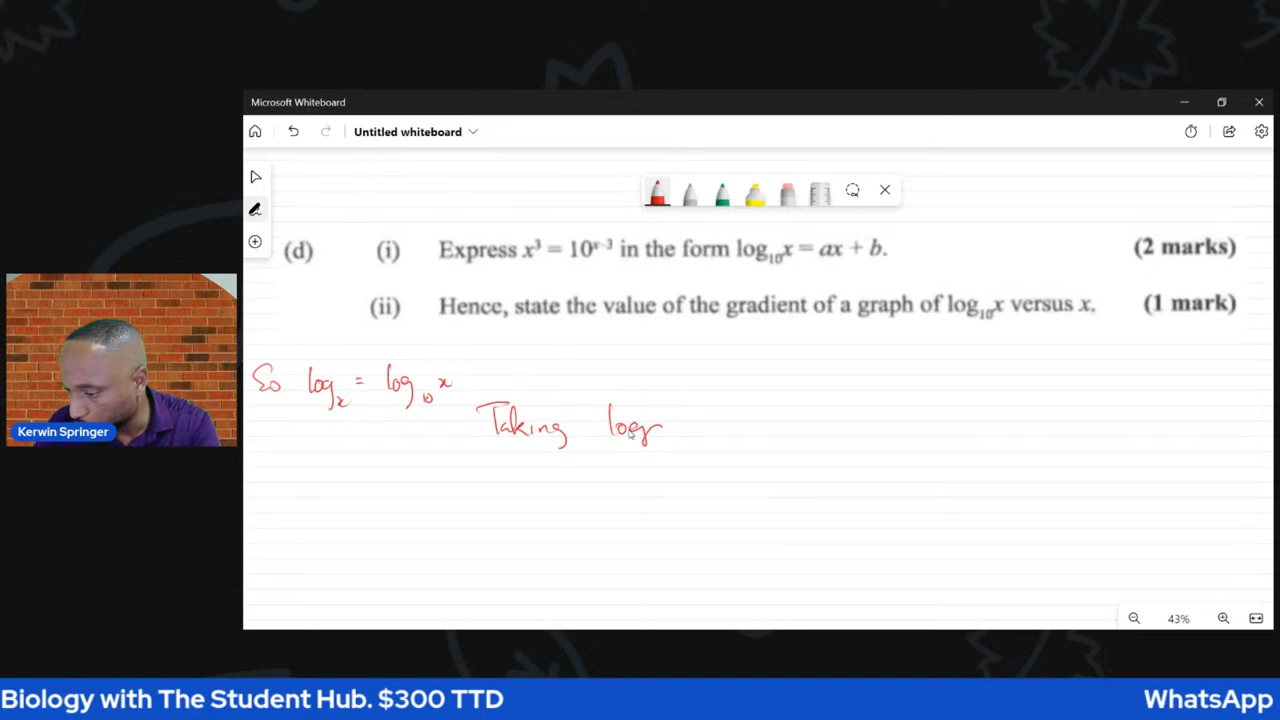 Microsoft Whiteboard
Untitled whiteboard
(d) (i) Express x³ = 10ˣ⁻³ in the form log₁₀x = ax + b. (2 marks)
(ii) Hence, state the value of the gradient of a graph of log₁₀x versus x. (1 mark)
So logₓ = log₁₀ x
Taking log
Kerwin Springer
43%
Biology with The Student Hub. $300 TTD
WhatsApp